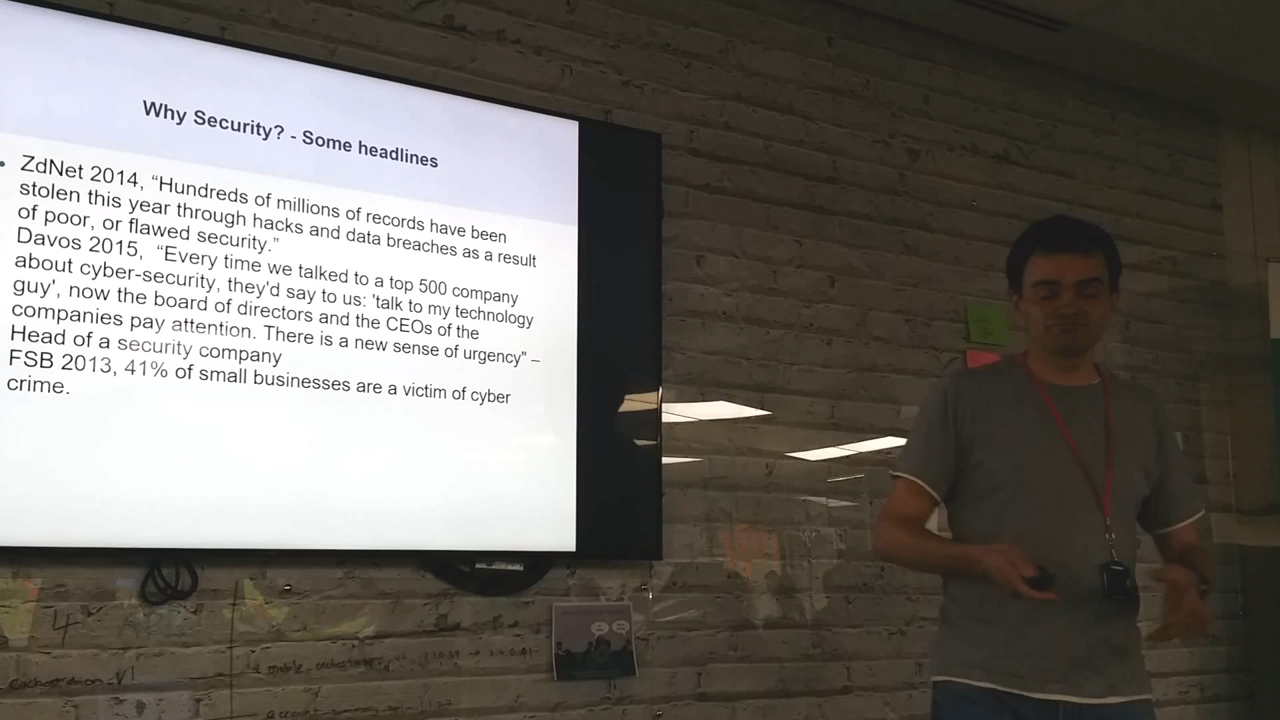 Why Security? - Some headlines
• ZdNet 2014, “Hundreds of millions of records have been
stolen this year through hacks and data breaches as a result
of poor, or flawed security.”
Davos 2015, “Every time we talked to a top 500 company
about cyber-security, they'd say to us: 'talk to my technology
guy', now the board of directors and the CEOs of the
companies pay attention. There is a new sense of urgency" –
Head of a security company
FSB 2013, 41% of small businesses are a victim of cyber
crime.
4